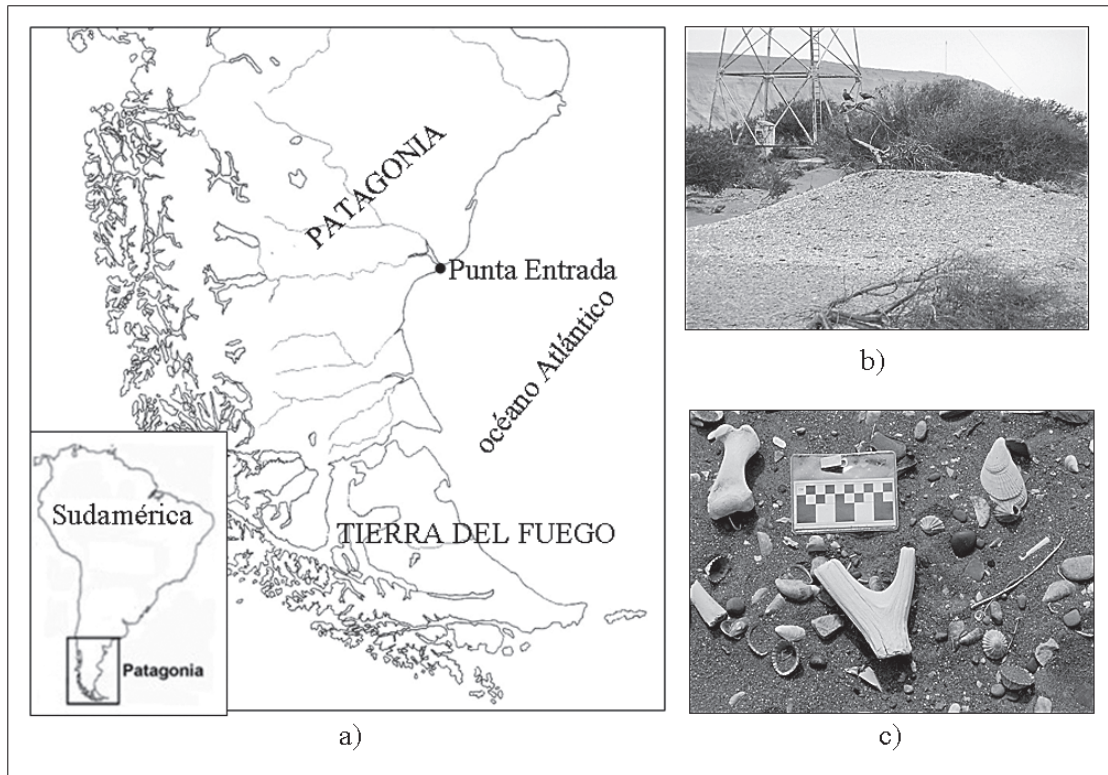 PATAGONIA
Punta Entrada
océano Atlántico
Sudamérica
TIERRA DEL FUEGO
Patagonia
a)
b)
c)